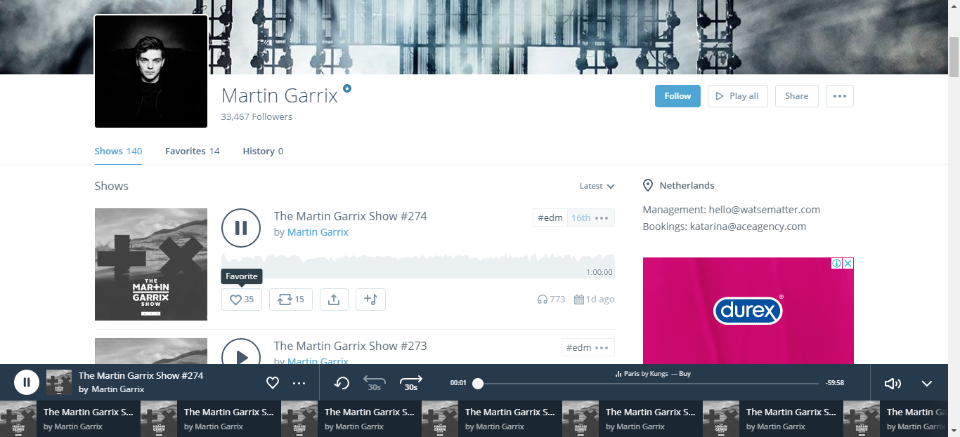 Martin Garrix
33,467 Followers
Follow
Play all
Share
Shows 140
Favorites 14
History 0
Shows
Latest
Netherlands
Management: hello@watsematter.com
Bookings: katarina@aceagency.com
The Martin Garrix Show #274
by Martin Garrix
#edm 16th
THE
MAR+IN
GARRIX
SHOW
1:00:00
Favorite
35
15
773
1d ago
durex
The Martin Garrix Show #273
by Martin Garrix
#edm
The Martin Garrix Show #274
by Martin Garrix
30s
30s
00:01
Paris by Kungs — Buy
-59:58
The Martin Garrix S...
by Martin Garrix
The Martin Garrix S...
by Martin Garrix
The Martin Garrix S...
by Martin Garrix
The Martin Garrix S...
by Martin Garrix
The Martin Garrix S...
by Martin Garrix
The Martin Garrix S...
by Martin Garrix
The Martin G
by Martin Garrix